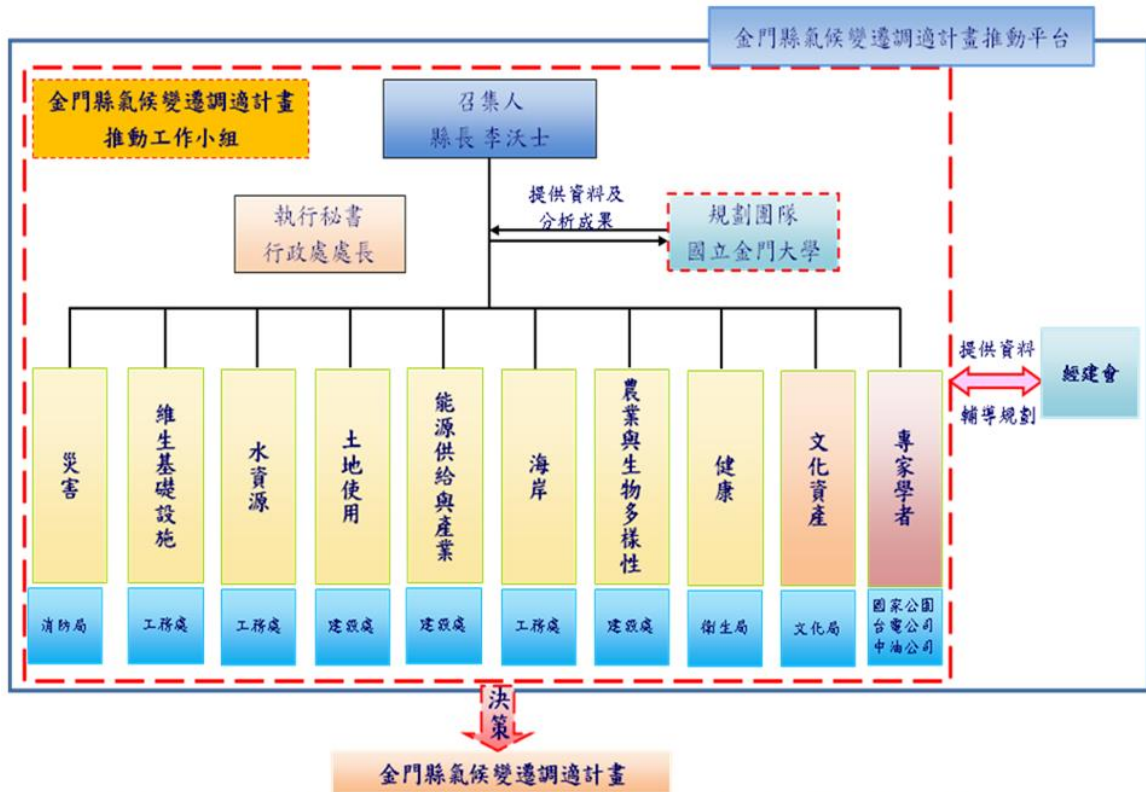 金門縣氣候變遷調適計畫推動平台
金門縣氣候變遷調適計畫
推動工作小組
召集人
縣長 李沃士
執行秘書
行政處處長
提供資料及
分析成果
規劃團隊
國立金門大學
災害
維生基礎設施
水資源
土地使用
能源供給與產業
海岸
農業與生物多樣性
健康
文化資產
專家學者
消防局
工務處
工務處
建設處
建設處
工務處
建設處
衛生局
文化局
國家公園
台電公司
中油公司
提供資料
輔導規劃
經建會
決策
金門縣氣候變遷調適計畫